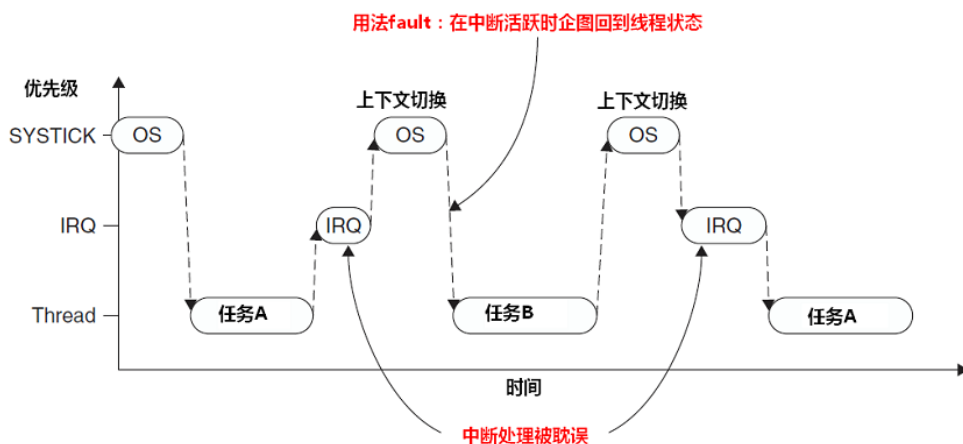 用法fault：在中断活跃时企图回到线程状态
优先级
上下文切换
上下文切换
SYSTICK
OS
OS
OS
IRQ
IRQ
IRQ
Thread
任务A
任务B
任务A
时间
中断处理被耽误